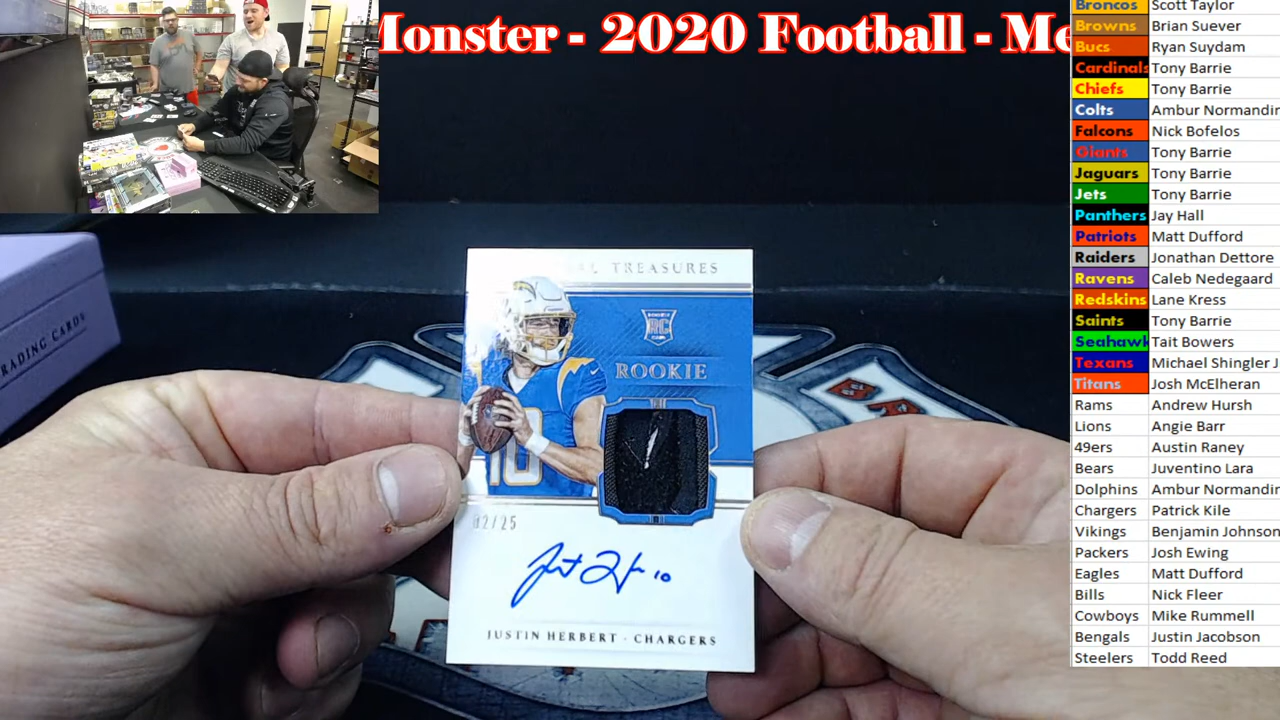 Monster - 2020 Football - Me
Broncos Scott Taylor
Browns Brian Suever
Bucs Ryan Suydam
Cardinals Tony Barrie
Chiefs Tony Barrie
Colts Ambur Normandin
Falcons Nick Bofelos
Giants Tony Barrie
Jaguars Tony Barrie
Jets Tony Barrie
Panthers Jay Hall
Patriots Matt Dufford
Raiders Jonathan Dettore
Ravens Caleb Nedegaard
Redskins Lane Kress
Saints Tony Barrie
Seahawk Tait Bowers
Texans Michael Shingler J
Titans Josh McElheran
Rams Andrew Hursh
Lions Angie Barr
49ers Austin Raney
Bears Juventino Lara
Dolphins Ambur Normandin
Chargers Patrick Kile
Vikings Benjamin Johnson
Packers Josh Ewing
Eagles Matt Dufford
Bills Nick Fleer
Cowboys Mike Rummell
Bengals Justin Jacobson
Steelers Todd Reed
TREASURES
RC
ROOKIE
10
02/25
10
JUSTIN HERBERT - CHARGERS
TRADING CARDS